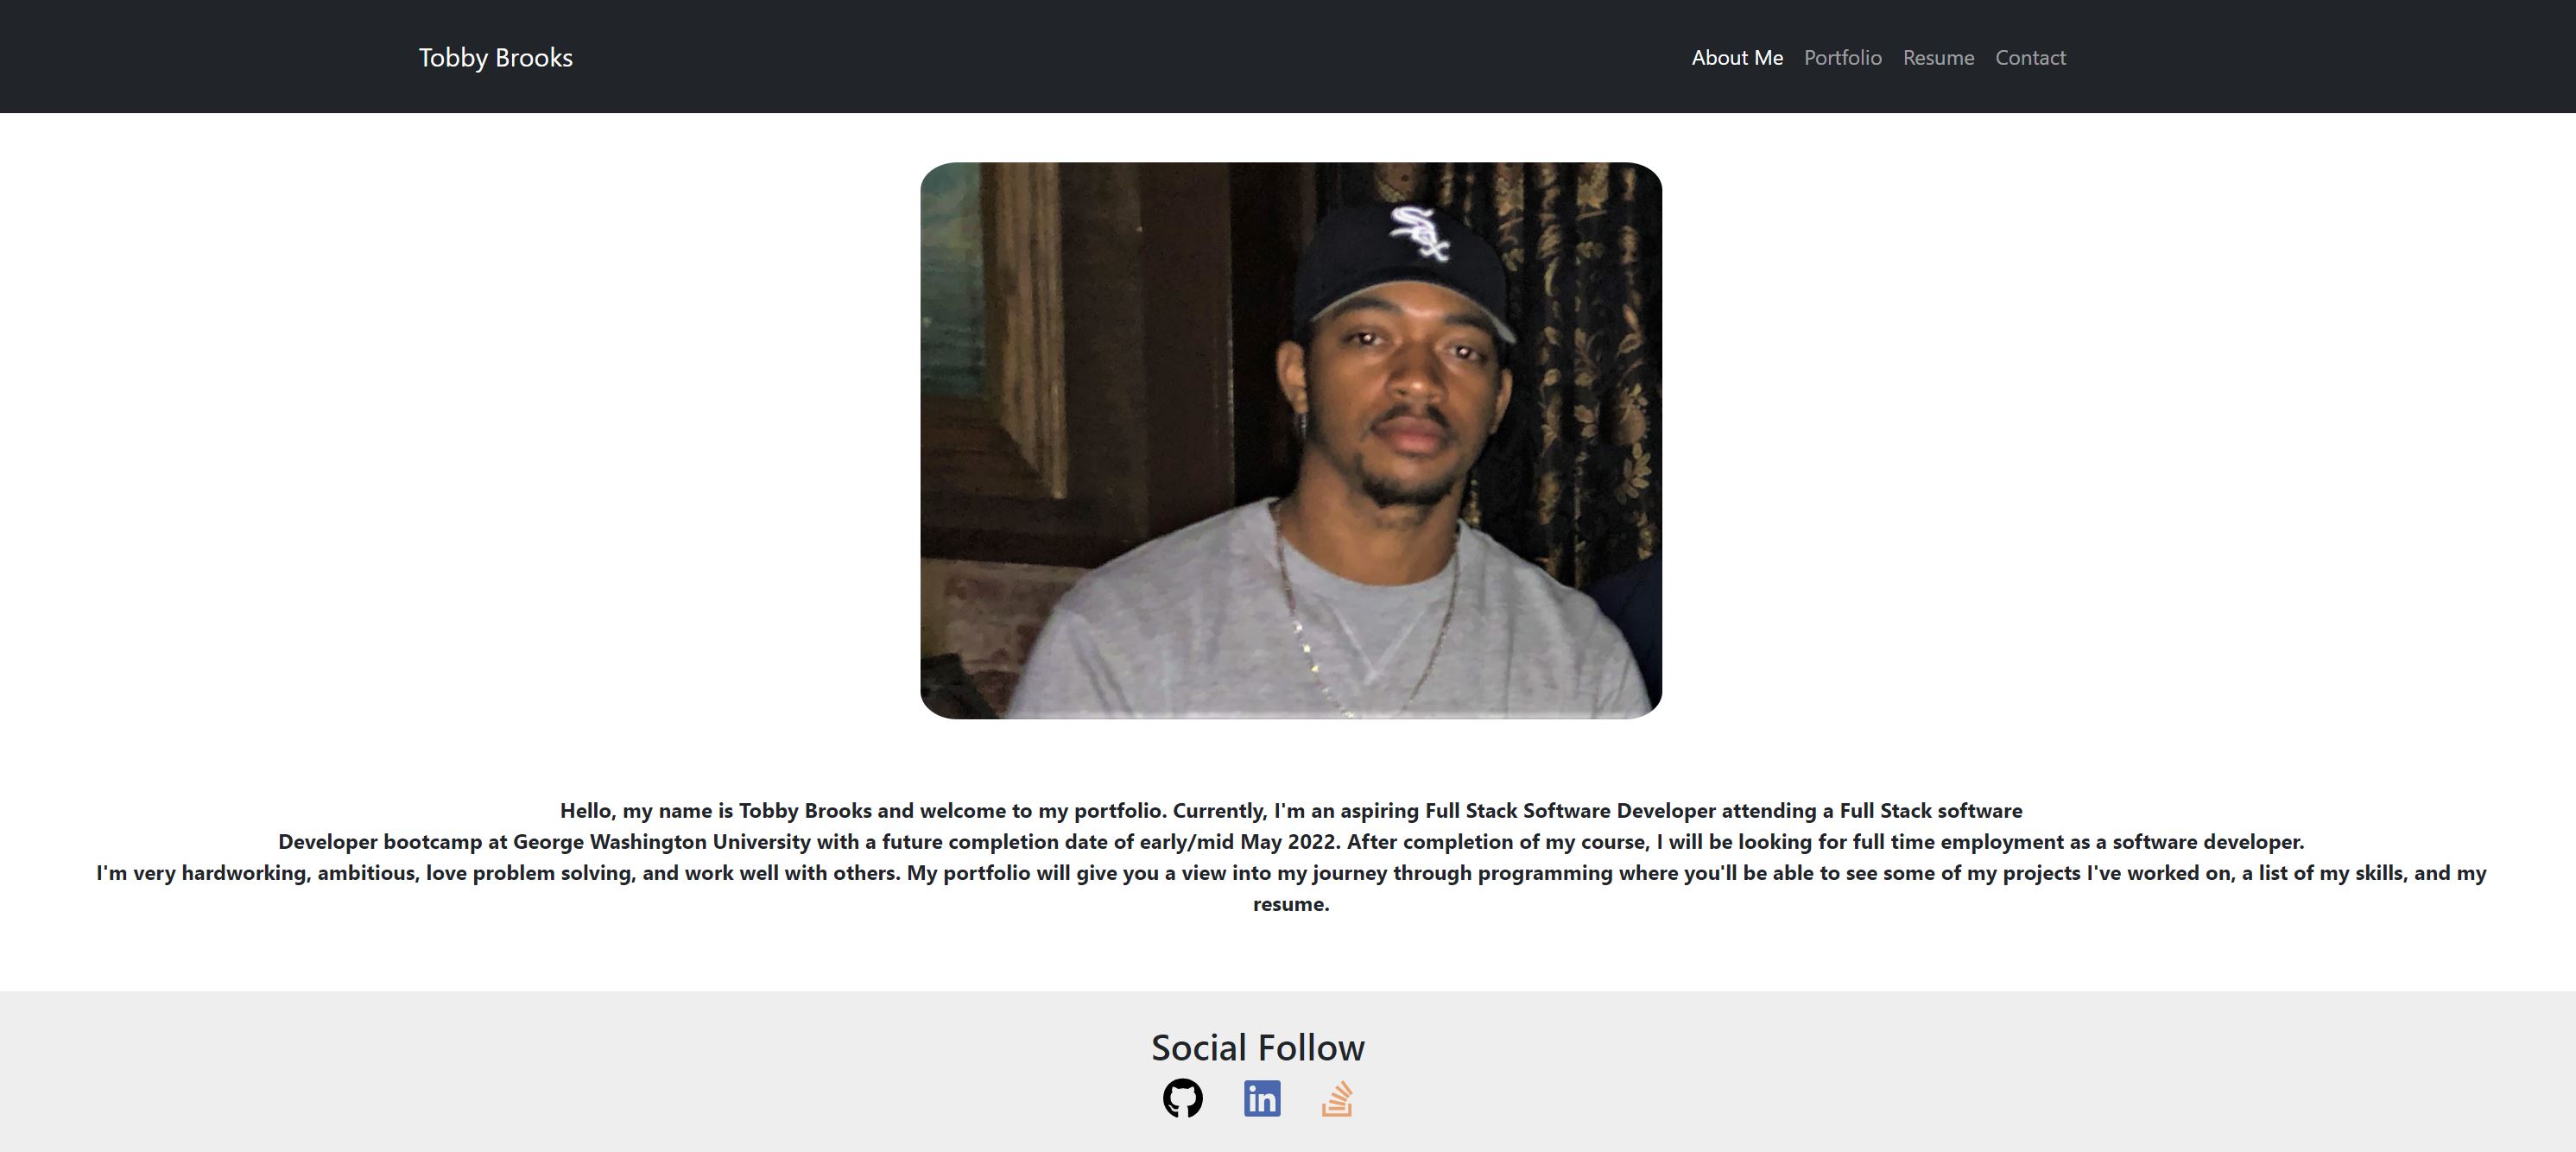 Tobby Brooks
About Me Portfolio Resume Contact
Sox
Hello, my name is Tobby Brooks and welcome to my portfolio. Currently, I'm an aspiring Full Stack Software Developer attending a Full Stack software
Developer bootcamp at George Washington University with a future completion date of early/mid May 2022. After completion of my course, I will be looking for full time employment as a software developer.
I'm very hardworking, ambitious, love problem solving, and work well with others. My portfolio will give you a view into my journey through programming where you'll be able to see some of my projects I've worked on, a list of my skills, and my
resume.
Social Follow
in